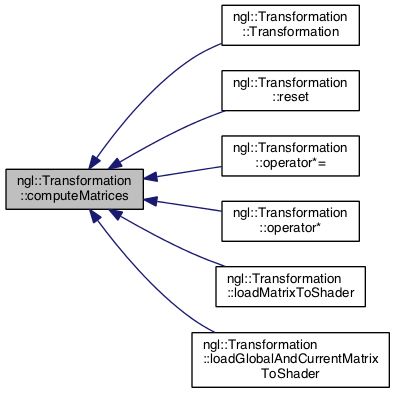 ngl::Transformation
::Transformation
ngl::Transformation
::reset
ngl::Transformation
::operator*=
ngl::Transformation
::computeMatrices
ngl::Transformation
::operator*
ngl::Transformation
::loadMatrixToShader
ngl::Transformation
::loadGlobalAndCurrentMatrix
ToShader